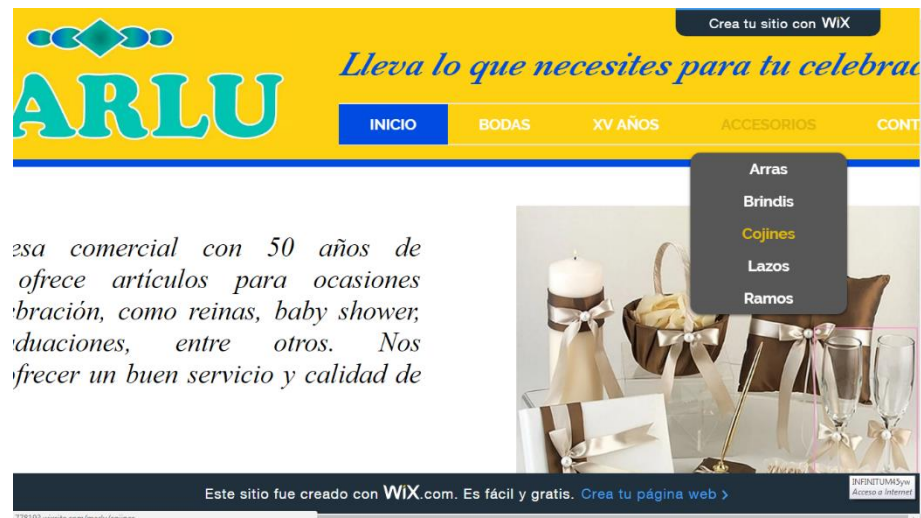 Crea tu sitio con WiX
ARLU
Lleva lo que necesites para tu celebrac
INICIO BODAS XV AÑOS ACCESORIOS CONT
Arras
Brindis
Cojines
Lazos
Ramos
esa comercial con 50 años de
ofrece artículos para ocasiones
bración, como reinas, baby shower,
duaciones, entre otros. Nos
frecer un buen servicio y calidad de
Este sitio fue creado con WiX.com. Es fácil y gratis. Crea tu página web >
INFINITUM45yw
Acceso a Internet